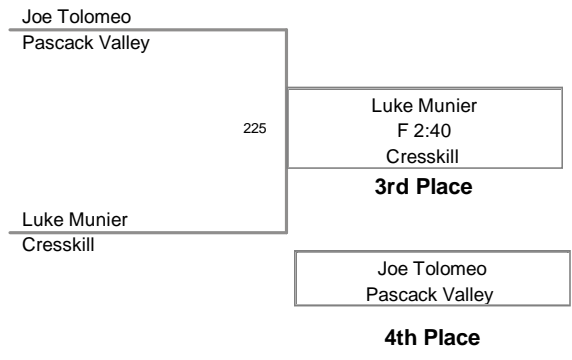 Joe Tolomeo
Pascack Valley
225
Luke Munier
F 2:40
Cresskill
3rd Place
Luke Munier
Cresskill
Joe Tolomeo
Pascack Valley
4th Place